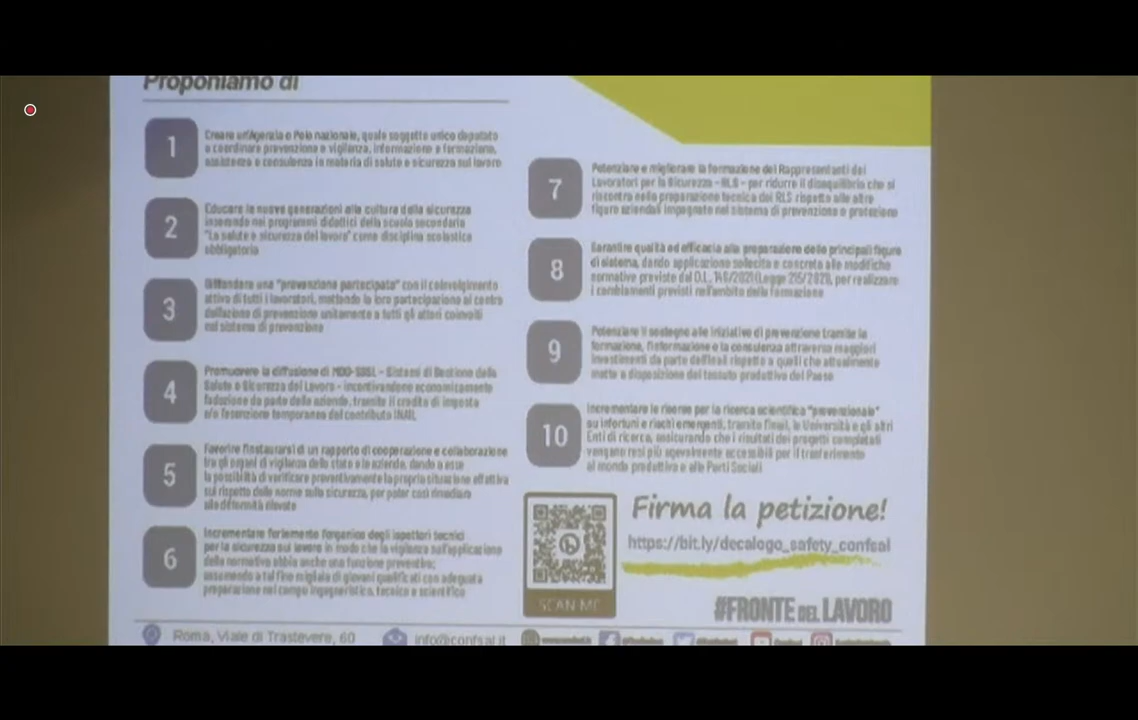 Proponiamo di
1
Creare un'Agenzia o Polo nazionale, quale soggetto unico deputato
a coordinare prevenzione e vigilanza, informazione e formazione,
assistenza e consulenza in materia di salute e sicurezza sul lavoro
2
Educare le nuove generazioni alla cultura della sicurezza
inserendo nei programmi didattici della scuola secondaria
"La salute e sicurezza del lavoro" come disciplina scolastica
obbligatoria
3
Diffondere una "prevenzione partecipata" con il coinvolgimento
attivo di tutti i lavoratori, mettendo la loro partecipazione al centro
dell'azione di prevenzione unitamente a tutti gli attori coinvolti
nel sistema di prevenzione
4
Promuovere la diffusione di - Sistemi di Gestione della
Salute e Sicurezza del Lavoro - incentivandone economicamente
l'adozione da parte delle aziende, tramite il credito di imposta
e/o l'esenzione temporanea del contributo INAIL
5
Favorire l'instaurarsi di un rapporto di cooperazione e collaborazione
tra gli organi di vigilanza dello stato e le aziende, dando a esse
la possibilità di verificare preventivamente la propria situazione effettiva
sul rispetto delle norme sulla sicurezza, per poter così rimediare
alle difformità rilevate
6
Incrementare fortemente l'organico degli ispettori tecnici
per la sicurezza sul lavoro in modo che la vigilanza sull'applicazione
della normativa abbia anche una funzione preventiva;
assumendo a tal fine migliaia di giovani qualificati con adeguata
preparazione nel campo ingegneristico, tecnico e scientifico
7
Potenziare e migliorare la formazione dei Rappresentanti dei
Lavoratori per la Sicurezza - RLS - per ridurre il disequilibrio che si
riscontra nella preparazione tecnica dei RLS rispetto alle altre
figure aziendali impegnate nel sistema di prevenzione e protezione
8
Garantire qualità ed efficacia alla preparazione delle principali figure
di sistema, dando applicazione sollecita e concreta alle modifiche
normative previste dal D.L. 146/2021 (Legge 215/2021), per realizzare
i cambiamenti previsti nell'ambito della formazione
9
Potenziare il sostegno alle iniziative di prevenzione tramite la
formazione, l'informazione e la consulenza attraverso maggiori
investimenti da parte dell'Inail rispetto a quelli che attualmente
mette a disposizione del tessuto produttivo del Paese
10
Incrementare le risorse per la ricerca scientifica "prevenzionale"
su infortuni e rischi emergenti, tramite l'Inail, le Università e gli altri
Enti di ricerca, assicurando che i risultati dei progetti completati
vengano resi più agevolmente accessibili per il trasferimento
al mondo produttivo e alle Parti Sociali
Firma la petizione!
https://bit.ly/decalogo_safety_confsal
SCAN ME
#FRONTE DEL LAVORO
Roma, Viale di Trastevere, 60
info@confsal.it